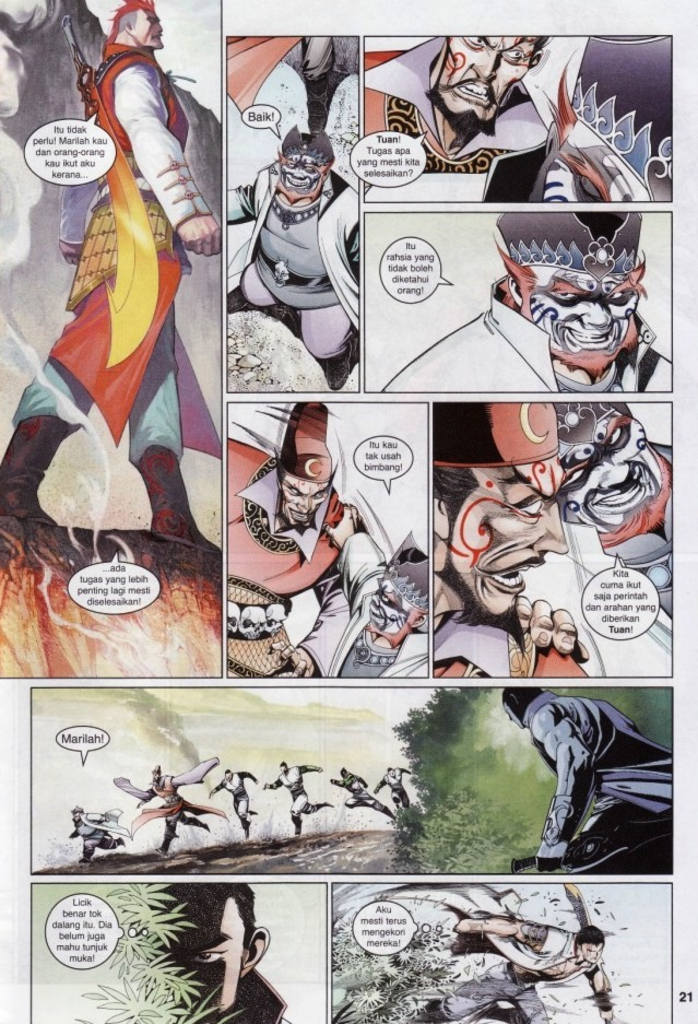 Itu tidak
perlu! Marilah kau
dan orang-orang
kau ikut aku
kerana...
...ada
tugas yang lebih
penting lagi mesti
diselesaikan!
Baik!
Tuan!
Tugas apa
yang mesti kita
selesaikan?
Itu
rahsia yang
tidak boleh
diketahui
orang!
Itu kau
tak usah
bimbang!
Kita
cuma ikut
saja perintah
dan arahan yang
diberikan
Tuan!
Marilah!
Licik
benar tok
dalang itu. Dia
belum juga
mahu tunjuk
muka!
Aku
mesti terus
mengekori
mereka!
21